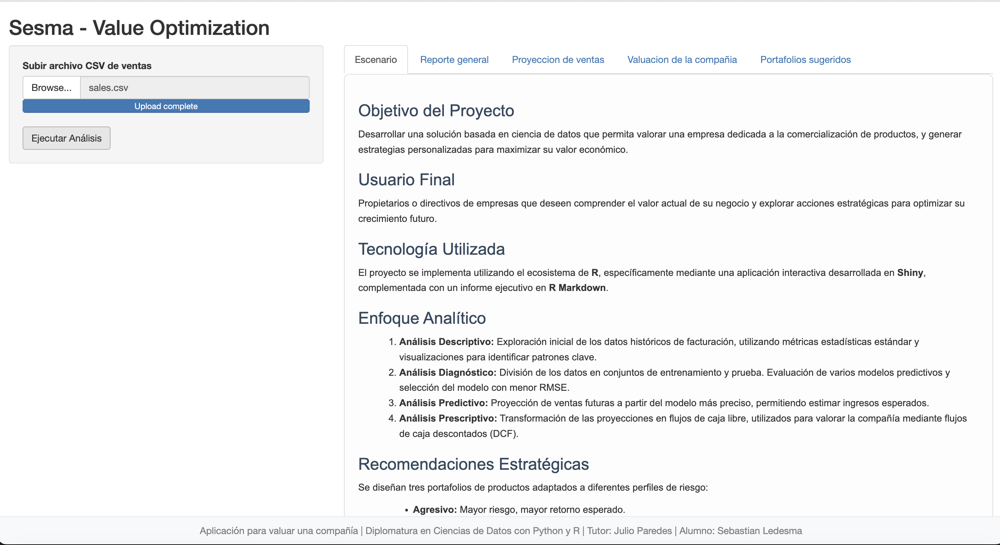 Sesma - Value Optimization
Subir archivo CSV de ventas
Browse...
sales.csv
Upload complete
Ejecutar Análisis
Escenario
Reporte general
Proyeccion de ventas
Valuacion de la compañia
Portafolios sugeridos
Objetivo del Proyecto
Desarrollar una solución basada en ciencia de datos que permita valorar una empresa dedicada a la comercialización de productos, y generar
estrategias personalizadas para maximizar su valor económico.
Usuario Final
Propietarios o directivos de empresas que deseen comprender el valor actual de su negocio y explorar acciones estratégicas para optimizar su
crecimiento futuro.
Tecnología Utilizada
El proyecto se implementa utilizando el ecosistema de R, específicamente mediante una aplicación interactiva desarrollada en Shiny,
complementada con un informe ejecutivo en R Markdown.
Enfoque Analítico
1. Análisis Descriptivo: Exploración inicial de los datos históricos de facturación, utilizando métricas estadísticas estándar y
visualizaciones para identificar patrones clave.
2. Análisis Diagnóstico: División de los datos en conjuntos de entrenamiento y prueba. Evaluación de varios modelos predictivos y
selección del modelo con menor RMSE.
3. Análisis Predictivo: Proyección de ventas futuras a partir del modelo más preciso, permitiendo estimar ingresos esperados.
4. Análisis Prescriptivo: Transformación de las proyecciones en flujos de caja libre, utilizados para valorar la compañía mediante flujos
de caja descontados (DCF).
Recomendaciones Estratégicas
Se diseñan tres portafolios de productos adaptados a diferentes perfiles de riesgo:
• Agresivo: Mayor riesgo, mayor retorno esperado.
Aplicación para valuar una compañía | Diplomatura en Ciencias de Datos con Python y R | Tutor: Julio Paredes | Alumno: Sebastian Ledesma